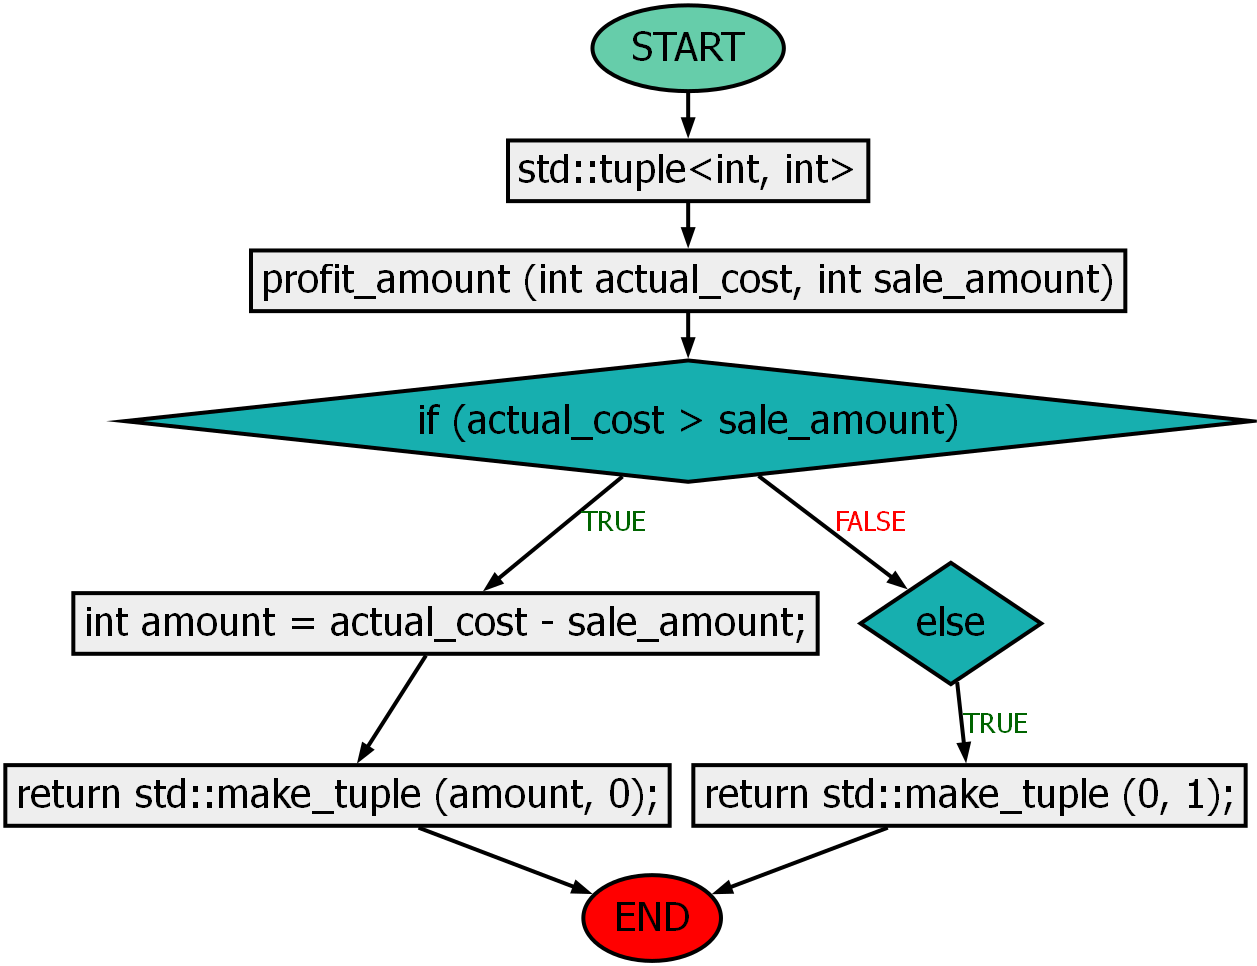 START
std::tuple<int, int>
profit_amount (int actual_cost, int sale_amount)
if (actual_cost > sale_amount)
TRUE
FALSE
int amount = actual_cost - sale_amount;
else
TRUE
return std::make_tuple (amount, 0);
return std::make_tuple (0, 1);
END